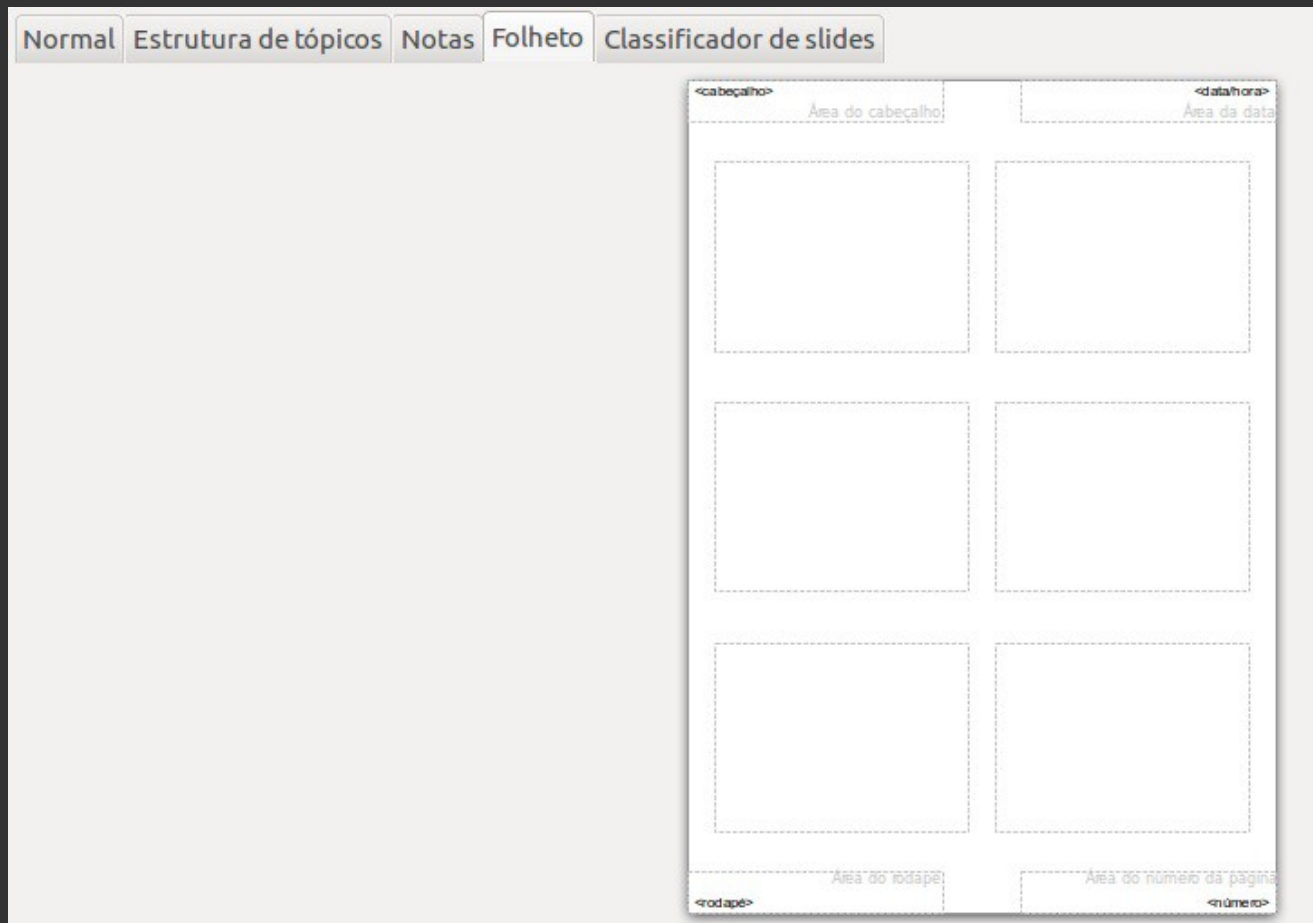 Normal Estrutura de tópicos Notas Folheto Classificador de slides
<cabeçalho> <data/hora>
Área do cabeçalho Área da data
Área do rodapé Área do número da página
<rodapé> <número>